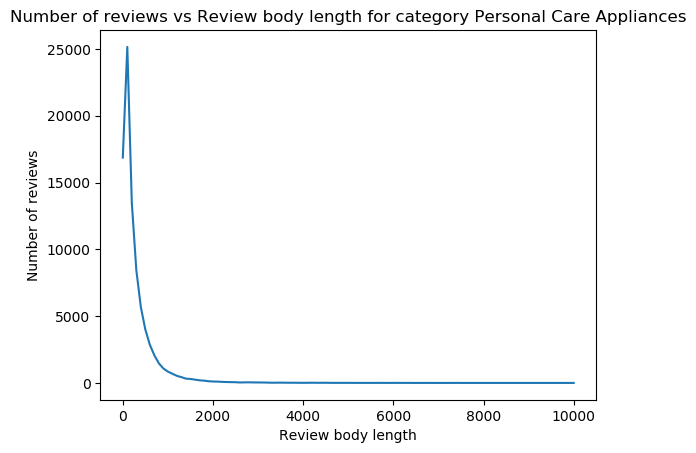 Number of reviews vs Review body length for category Personal Care Appliances
25000
20000
15000
10000
5000
0
Number of reviews
0 2000 4000 6000 8000 10000
Review body length